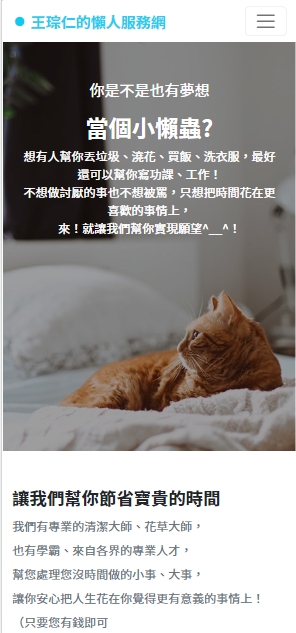 王琮仁的懶人服務網
你是不是也有夢想
當個小懶蟲?
想有人幫你丟垃圾、澆花、買飯、洗衣服，最好
還可以幫你寫功課、工作！
不想做討厭的事也不想被罵，只想把時間花在更
喜歡的事情上，
來！就讓我們幫你實現願望^__^！
讓我們幫你節省寶貴的時間
我們有專業的清潔大師、花草大師，
也有學霸、來自各界的專業人才，
幫您處理您沒時間做的小事、大事，
讓你安心把人生花在你覺得更有意義的事情上！
（只要您有錢即可